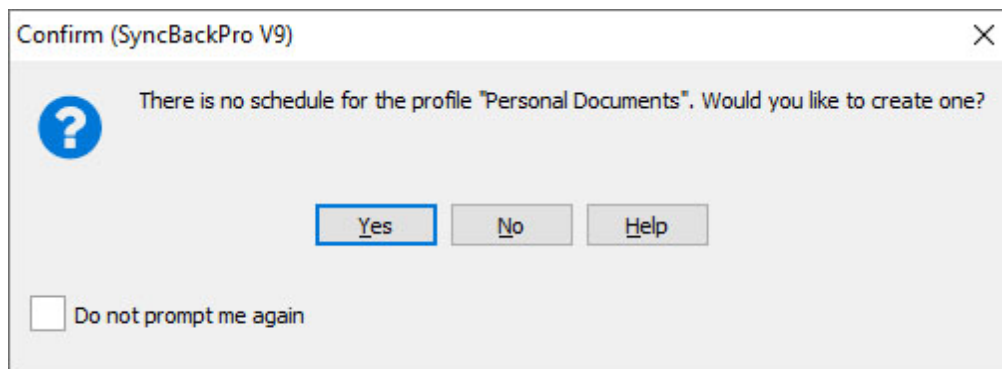 Confirm (SyncBackPro V9)
There is no schedule for the profile "Personal Documents". Would you like to create one?
Yes
No
Help
Do not prompt me again